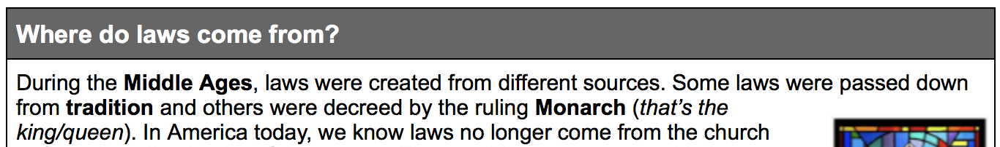 Where do laws come from?
During the Middle Ages, laws were created from different sources. Some laws were passed down
from tradition and others were decreed by the ruling Monarch (that’s the
king/queen). In America today, we know laws no longer come from the church